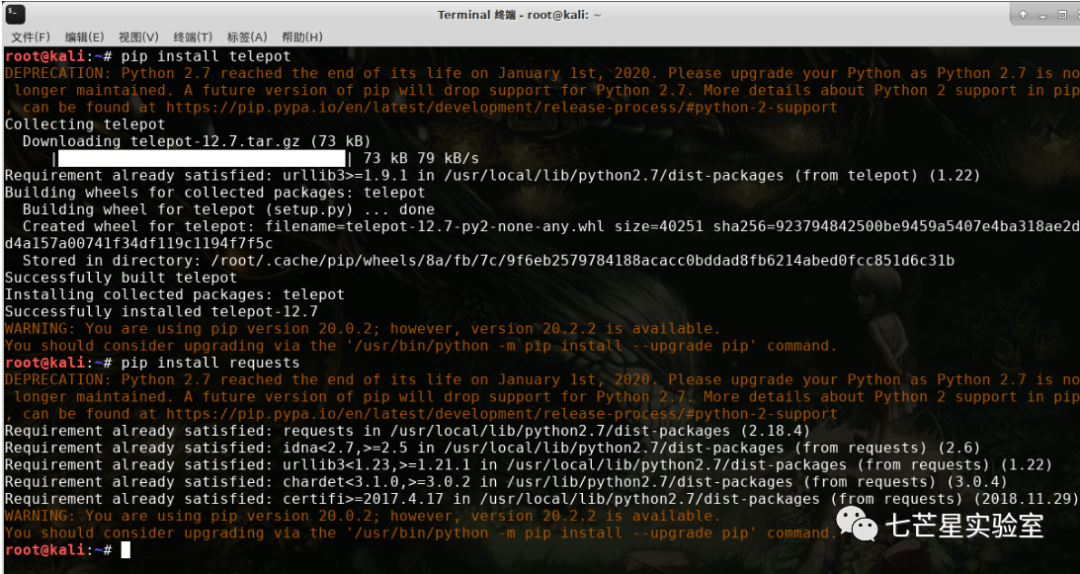 Terminal 终端 - root@kali: ~
文件(F) 编辑(E) 视图(V) 终端(T) 标签(A) 帮助(H)
root@kali:~# pip install telepot
DEPRECATION: Python 2.7 reached the end of its life on January 1st, 2020. Please upgrade your Python as Python 2.7 is no
longer maintained. A future version of pip will drop support for Python 2.7. More details about Python 2 support in pip
, can be found at https://pip.pypa.io/en/latest/development/release-process/#python-2-support
Collecting telepot
Downloading telepot-12.7.tar.gz (73 kB)
| | 73 kB 79 kB/s
Requirement already satisfied: urllib3>=1.9.1 in /usr/local/lib/python2.7/dist-packages (from telepot) (1.22)
Building wheels for collected packages: telepot
Building wheel for telepot (setup.py) ... done
Created wheel for telepot: filename=telepot-12.7-py2-none-any.whl size=40251 sha256=923794842500be9459a5407e4ba318ae2d
d4a157a00741f34df119c1194f7f5c
Stored in directory: /root/.cache/pip/wheels/8a/fb/7c/9f6eb2579784188acacc0bddad8fb6214abed0fcc851d6c31b
Successfully built telepot
Installing collected packages: telepot
Successfully installed telepot-12.7
WARNING: You are using pip version 20.0.2; however, version 20.2.2 is available.
You should consider upgrading via the '/usr/bin/python -m pip install --upgrade pip' command.
root@kali:~# pip install requests
DEPRECATION: Python 2.7 reached the end of its life on January 1st, 2020. Please upgrade your Python as Python 2.7 is no
longer maintained. A future version of pip will drop support for Python 2.7. More details about Python 2 support in pip
, can be found at https://pip.pypa.io/en/latest/development/release-process/#python-2-support
Requirement already satisfied: requests in /usr/local/lib/python2.7/dist-packages (2.18.4)
Requirement already satisfied: idna<2.7,>=2.5 in /usr/local/lib/python2.7/dist-packages (from requests) (2.6)
Requirement already satisfied: urllib3<1.23,>=1.21.1 in /usr/local/lib/python2.7/dist-packages (from requests) (1.22)
Requirement already satisfied: chardet<3.1.0,>=3.0.2 in /usr/local/lib/python2.7/dist-packages (from requests) (3.0.4)
Requirement already satisfied: certifi>=2017.4.17 in /usr/local/lib/python2.7/dist-packages (from requests) (2018.11.29)
WARNING: You are using pip version 20.0.2; however, version 20.2.2 is available.
You should consider upgrading via the '/usr/bin/python -m pip install --upgrade pip' command.
七芒星实验室
root@kali:~#